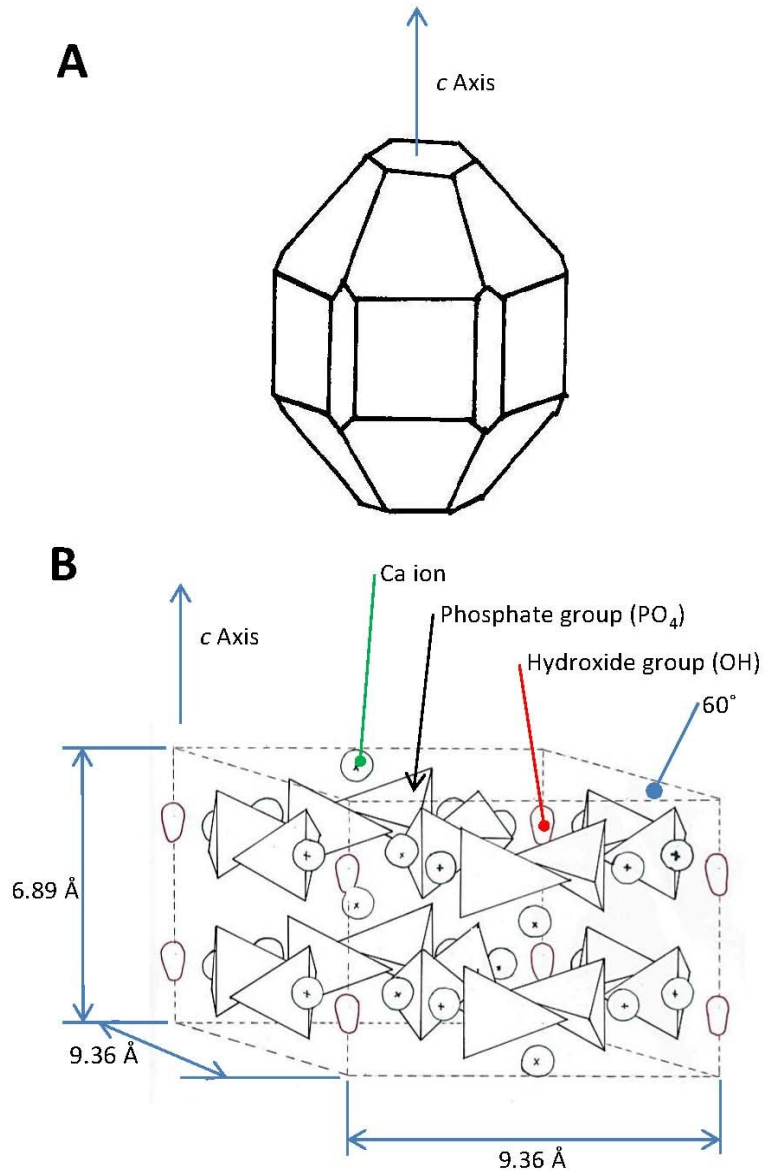 A
c Axis
B
Ca ion
Phosphate group (PO₄)
c Axis
Hydroxide group (OH)
60˚
6.89 Å
9.36 Å
9.36 Å